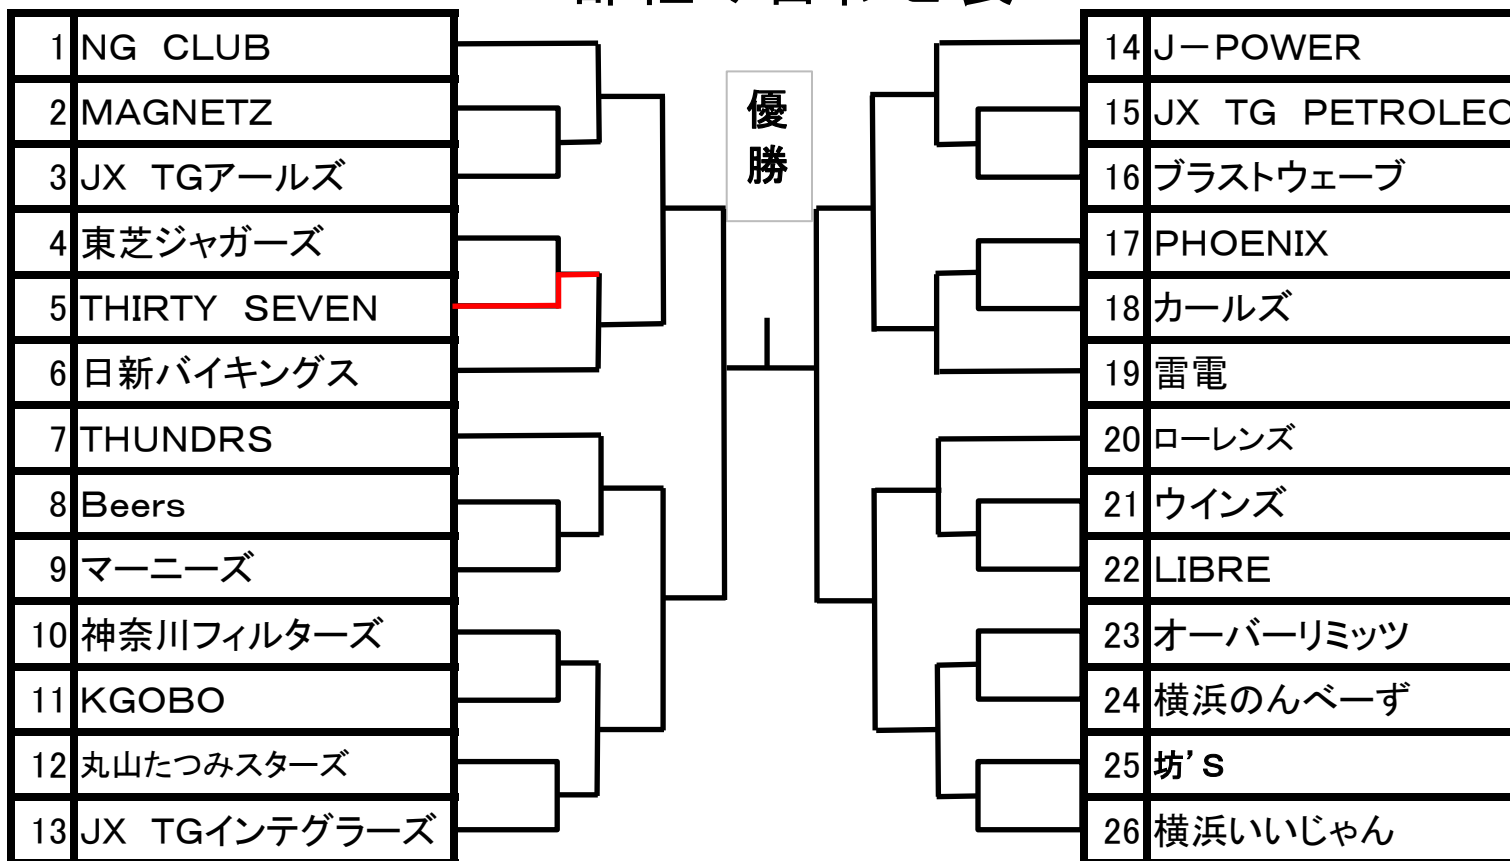 1 NG CLUB
2 MAGNETZ
3 JX TGアールズ
4 東芝ジャガーズ
5 THIRTY SEVEN
6 日新バイキングス
7 THUNDRS
8 Beers
9 マーニーズ
10 神奈川フィルターズ
11 KGOBO
12 丸山たつみスターズ
13 JX TGインテグラーズ
優
勝
14 J－POWER
15 JX TG PETROLEO
16 ブラストウェーブ
17 PHOENIX
18 カールズ
19 雷電
20 ローレンズ
21 ウインズ
22 LIBRE
23 オーバーリミッツ
24 横浜のんべーず
25 坊’S
26 横浜いいじゃん